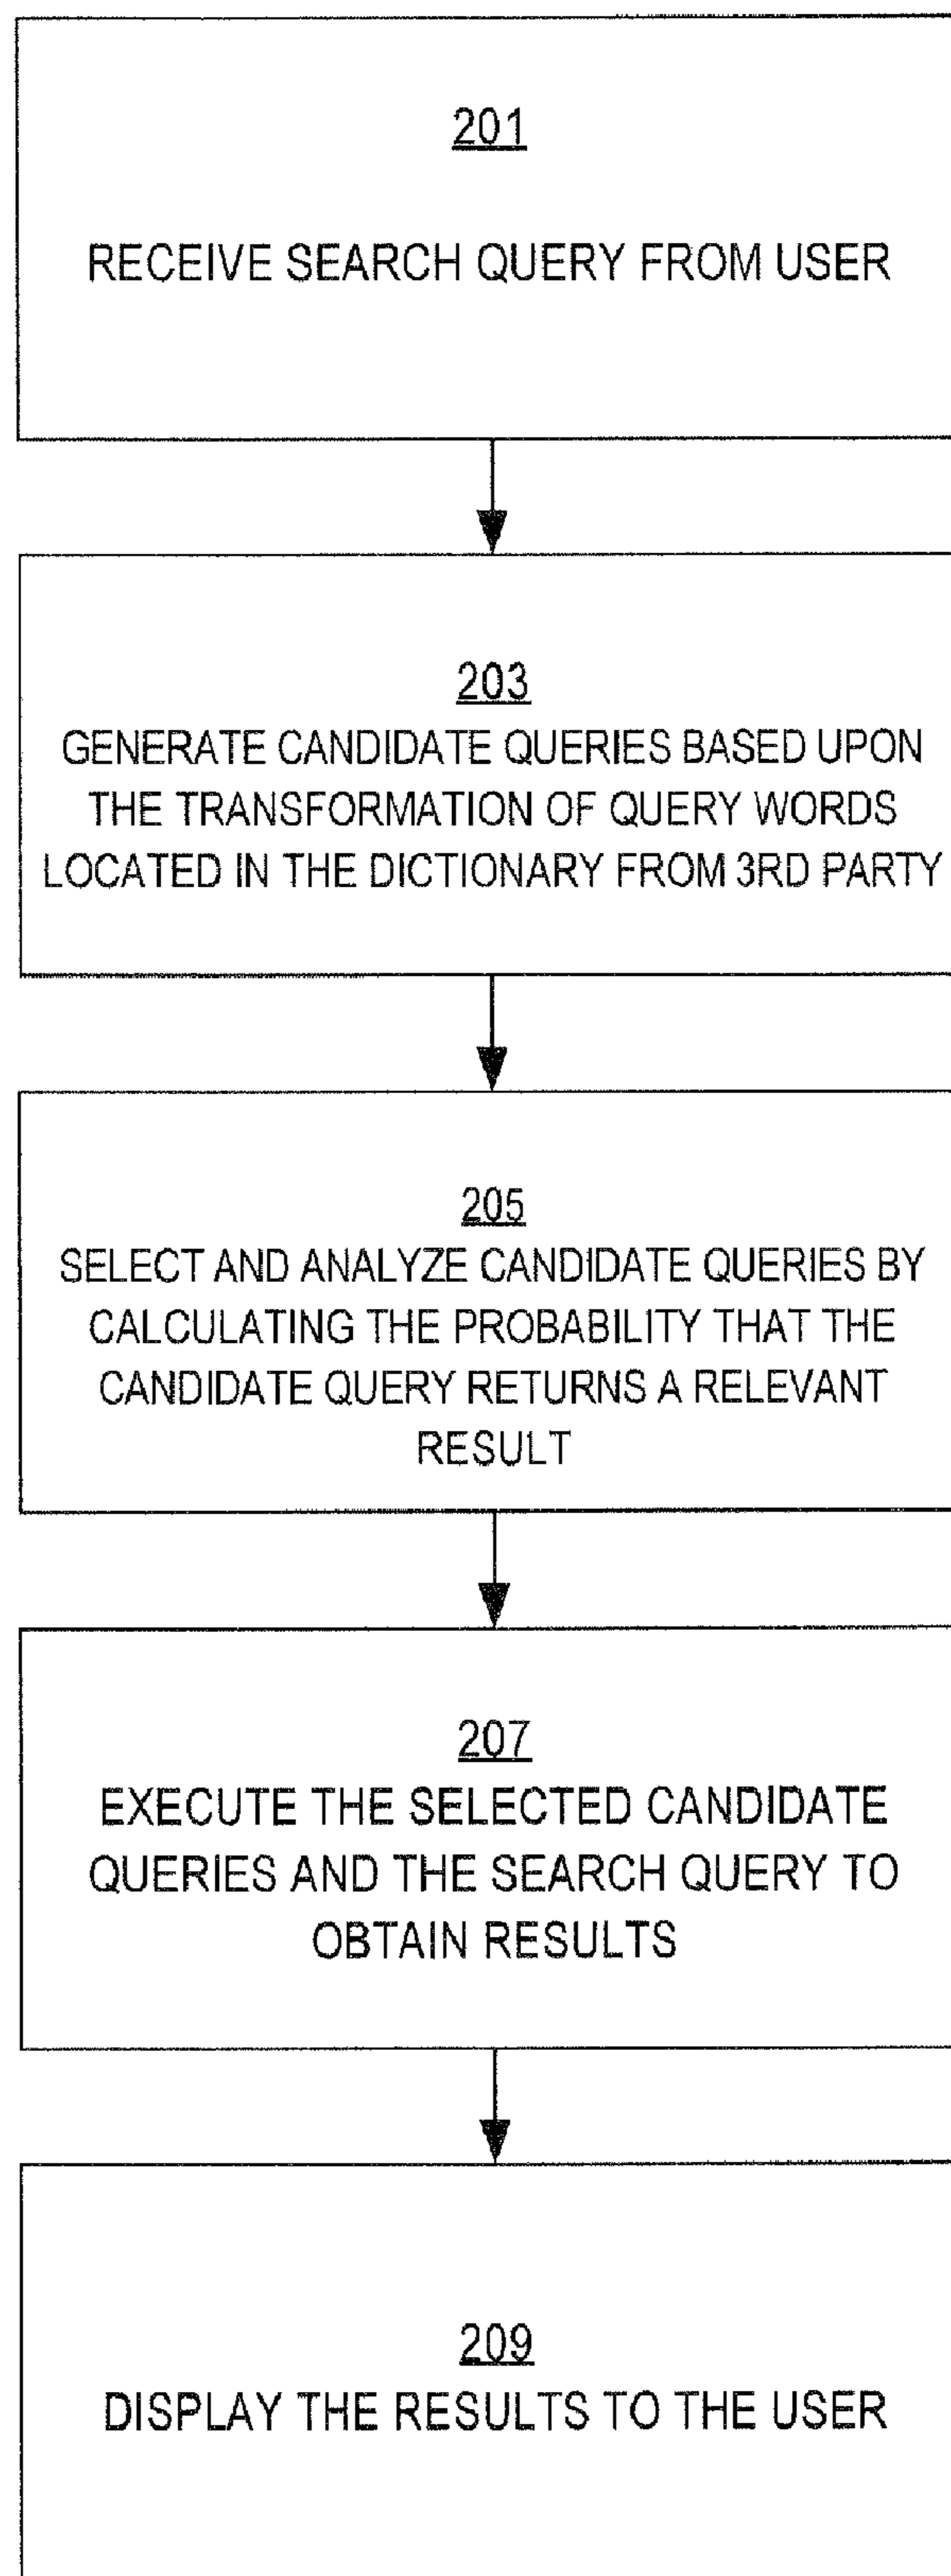 201
RECEIVE SEARCH QUERY FROM USER
203
GENERATE CANDIDATE QUERIES BASED UPON
THE TRANSFORMATION OF QUERY WORDS
LOCATED IN THE DICTIONARY FROM 3RD PARTY
205
SELECT AND ANALYZE CANDIDATE QUERIES BY
CALCULATING THE PROBABILITY THAT THE
CANDIDATE QUERY RETURNS A RELEVANT
RESULT
207
EXECUTE THE SELECTED CANDIDATE
QUERIES AND THE SEARCH QUERY TO
OBTAIN RESULTS
209
DISPLAY THE RESULTS TO THE USER